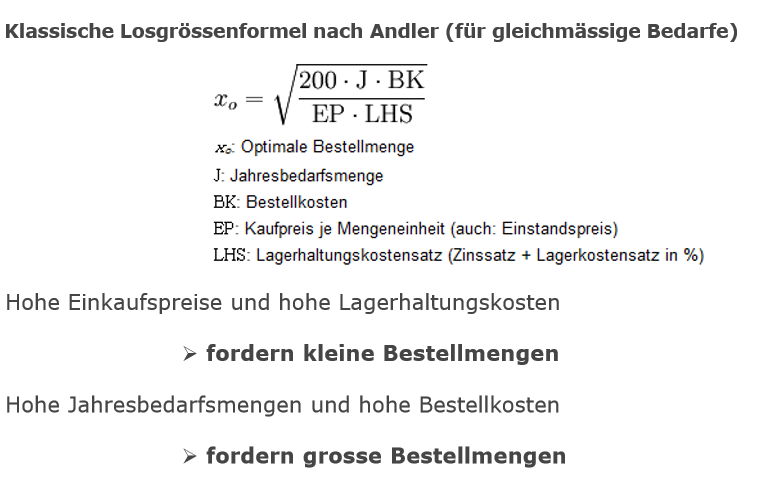 Klassische Losgrössenformel nach Andler (für gleichmässige Bedarfe)
xₒ = √(200 · J · BK / EP · LHS)
xₒ: Optimale Bestellmenge
J: Jahresbedarfsmenge
BK: Bestellkosten
EP: Kaufpreis je Mengeneinheit (auch: Einstandspreis)
LHS: Lagerhaltungskostensatz (Zinssatz + Lagerkostensatz in %)
Hohe Einkaufspreise und hohe Lagerhaltungskosten
➢ fordern kleine Bestellmengen
Hohe Jahresbedarfsmengen und hohe Bestellkosten
➢ fordern grosse Bestellmengen